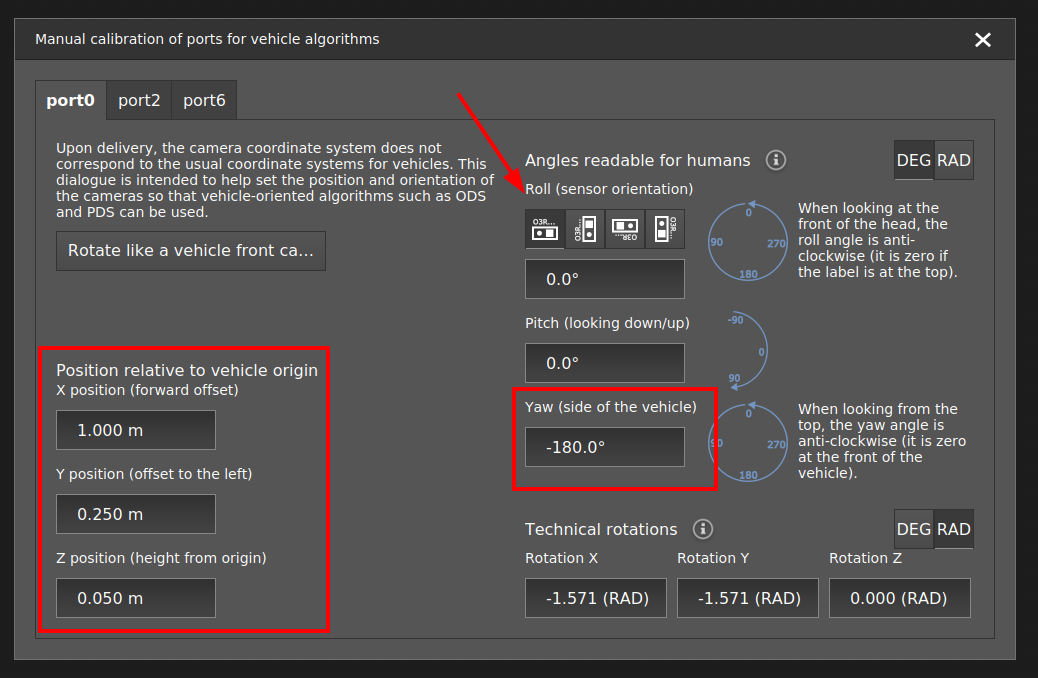 Manual calibration of ports for vehicle algorithms
port0 port2 port6
Upon delivery, the camera coordinate system does not
correspond to the usual coordinate systems for vehicles. This
dialogue is intended to help set the position and orientation of
the cameras so that vehicle-oriented algorithms such as ODS
and PDS can be used.
Rotate like a vehicle front ca...
Position relative to vehicle origin
X position (forward offset)
1.000 m
Y position (offset to the left)
0.250 m
Z position (height from origin)
0.050 m
Angles readable for humans
DEG RAD
Roll (sensor orientation)
O3R... O3R... O3R... O3R...
0.0°
0
90 270
180
When looking at the
front of the head, the
roll angle is anti-
clockwise (it is zero if
the label is at the top).
Pitch (looking down/up)
0.0°
-90
0
90
Yaw (side of the vehicle)
-180.0°
0
90 270
180
When looking from the
top, the yaw angle is
anti-clockwise (it is zero
at the front of the
vehicle).
Technical rotations
DEG RAD
Rotation X Rotation Y Rotation Z
-1.571 (RAD) -1.571 (RAD) 0.000 (RAD)